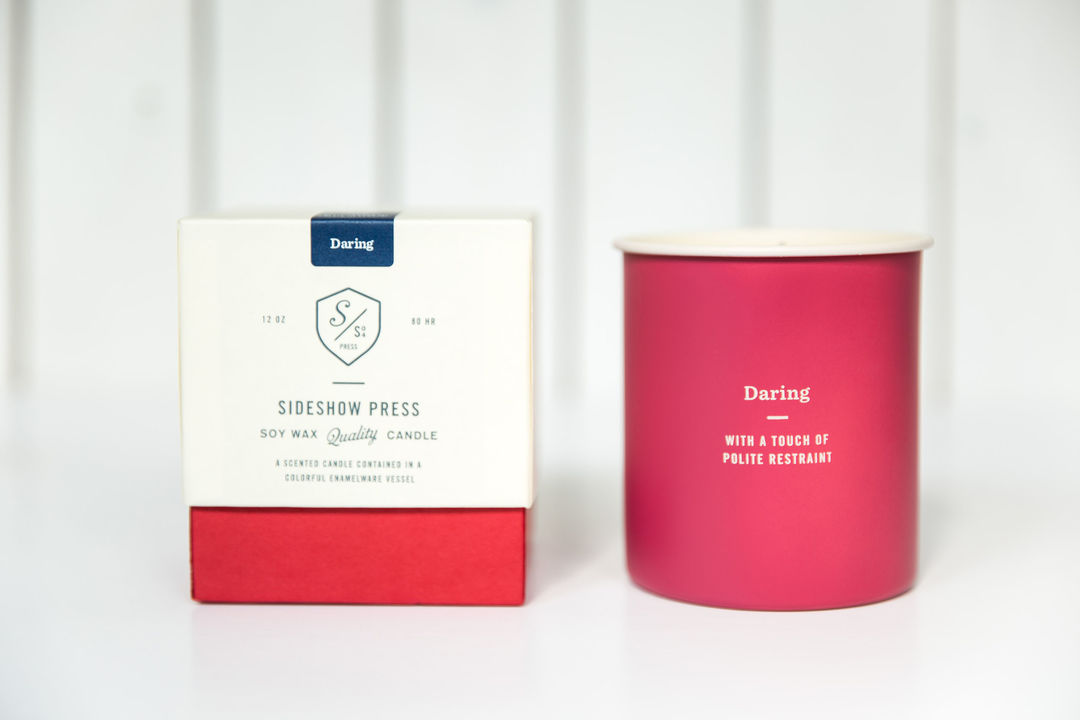 Daring
12 OZ
80 HR
S
So
4
PRESS
SIDESHOW PRESS
SOY WAX Quality CANDLE
A SCENTED CANDLE CONTAINED IN A
COLORFUL ENAMELWARE VESSEL
Daring
WITH A TOUCH OF
POLITE RESTRAINT